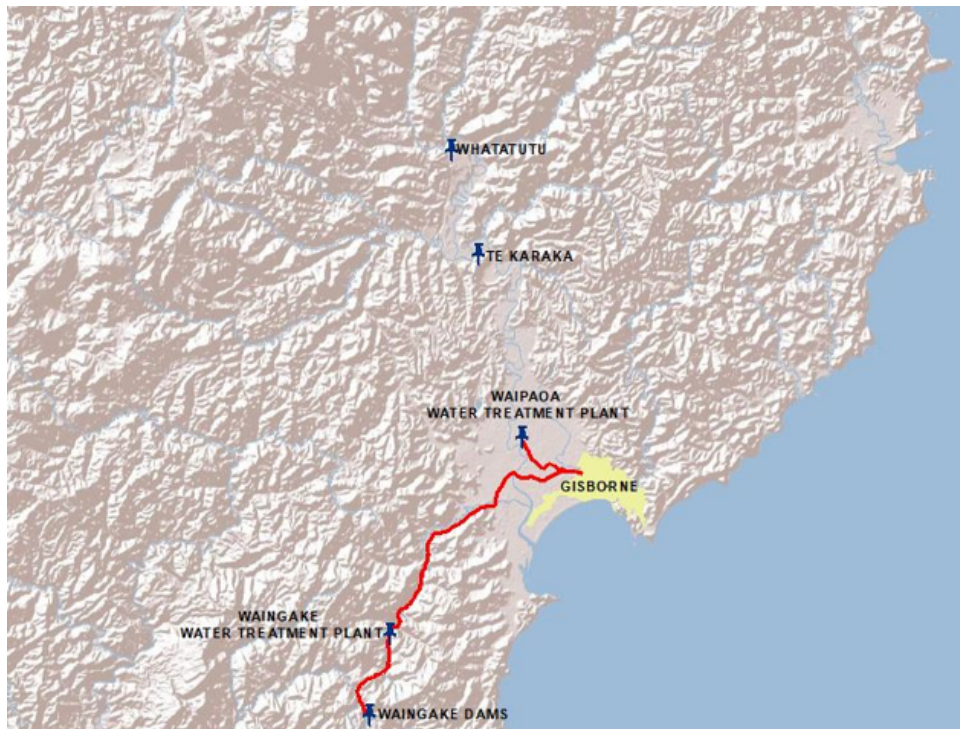 WHATATUTU
TE KARAKA
WAIPAOA
WATER TREATMENT PLANT
GISBORNE
WAINGAKE
WATER TREATMENT PLANT
WAINGAKE DAMS